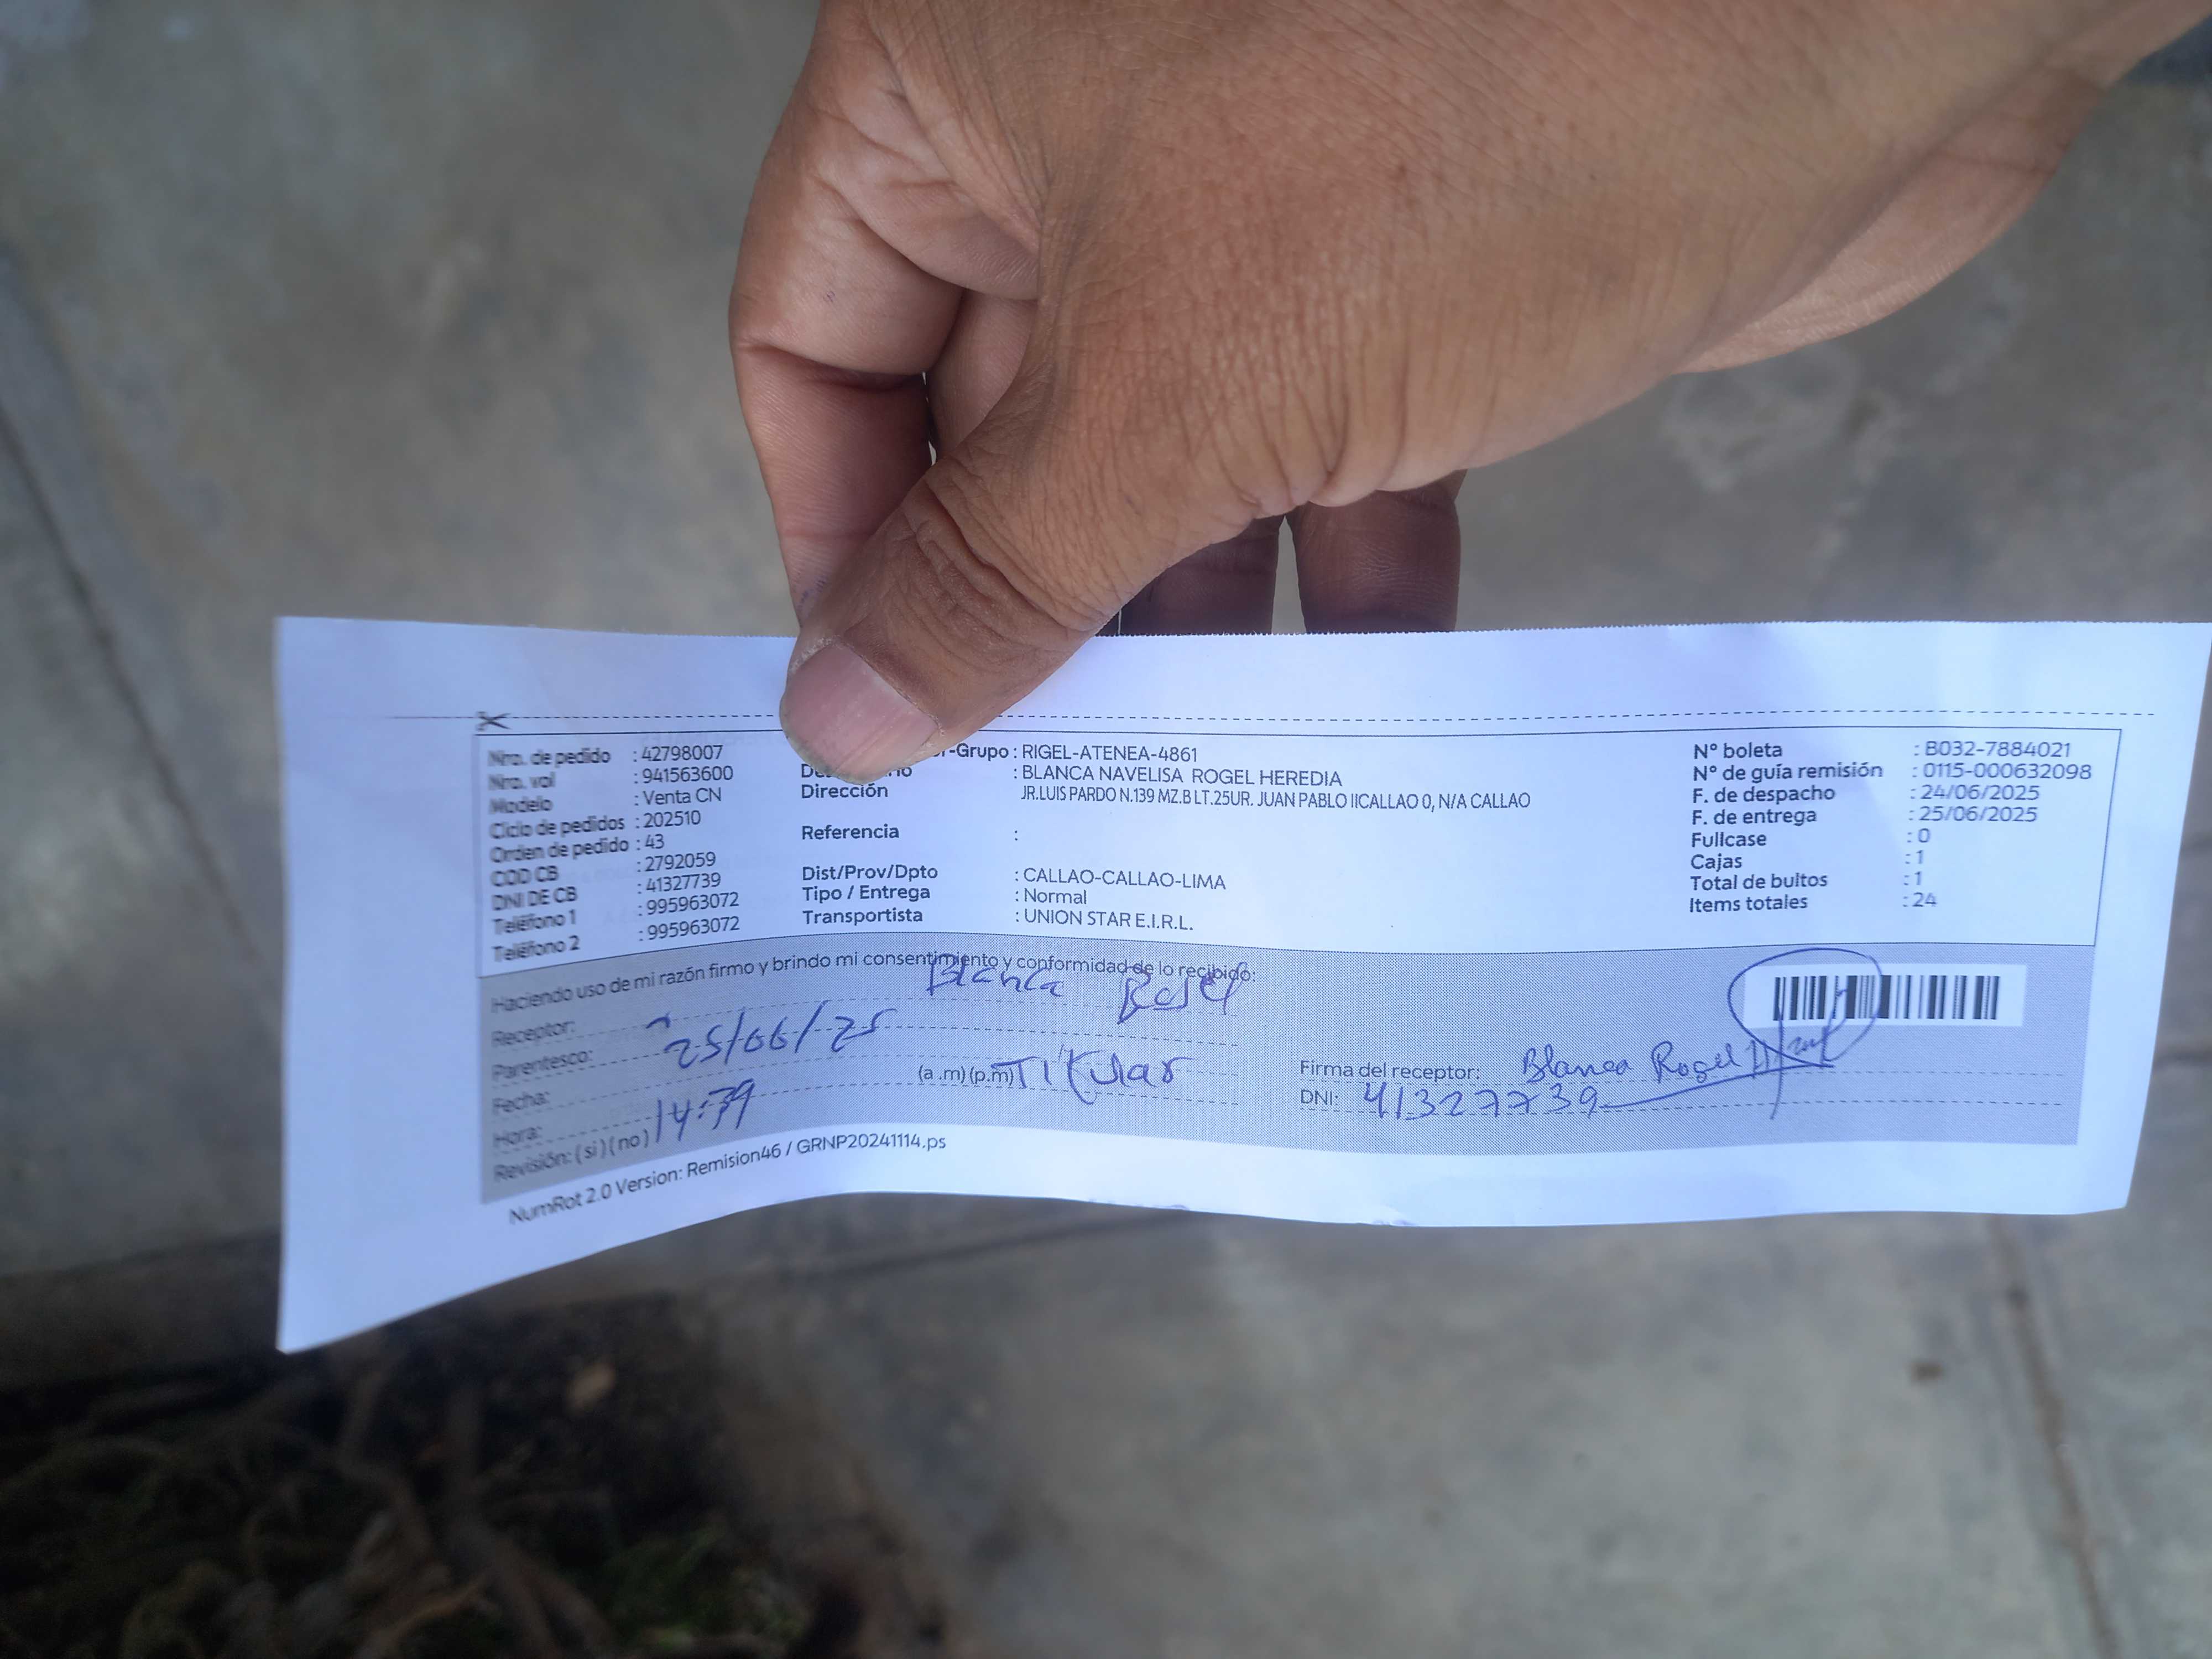 Nro. de pedido : 42798007
Nro. vol : 941563600
Modelo : Venta CN
Ciclo de pedidos : 202510
Orden de pedido : 43
COD CB : 2792059
DNI DE CB : 41327739
Teléfono 1 : 995963072
Teléfono 2 : 995963072
-Grupo : RIGEL-ATENEA-4861
: BLANCA NAVELISA ROGEL HEREDIA
Dirección JR.LUIS PARDO N.139 MZ.B LT.25UR. JUAN PABLO IICALLAO 0, N/A CALLAO
Referencia :
Dist/Prov/Dpto : CALLAO-CALLAO-LIMA
Tipo / Entrega : Normal
Transportista : UNION STAR E.I.R.L.
N° boleta : B032-7884021
N° de guía remisión : 0115-000632098
F. de despacho : 24/06/2025
F. de entrega : 25/06/2025
Fullcase : 0
Cajas : 1
Total de bultos : 1
Items totales : 24
Haciendo uso de mi razón firmo y brindo mi consentimiento y conformidad de lo recibido:
Receptor: Blanca Rogel
Parentesco: Titular
Fecha: 25/06/25
Hora: 14:39 (a .m) (p.m)
Revisión: ( si ) ( no )
Firma del receptor: Blanca Rogel H
DNI: 41327739
NumRot 2.0 Version: Remision46 / GRNP20241114.ps